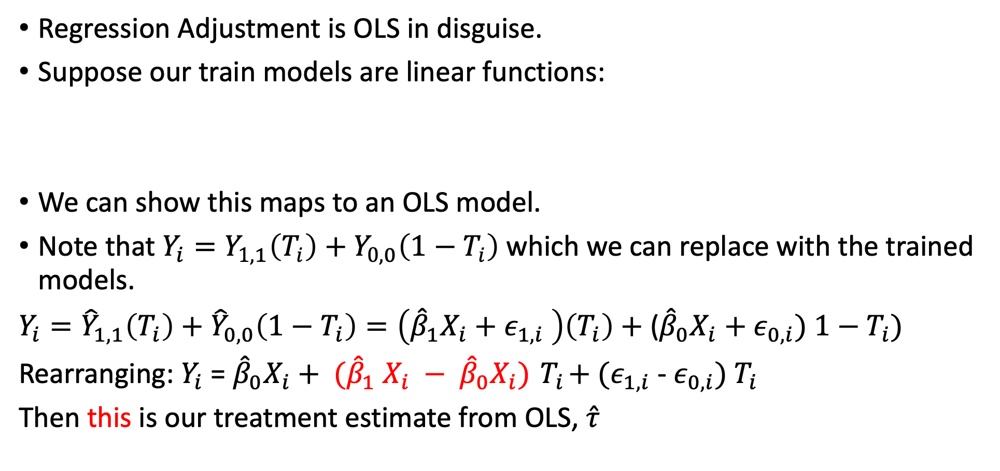 • Regression Adjustment is OLS in disguise.
• Suppose our train models are linear functions:
• We can show this maps to an OLS model.
• Note that $Y_i = Y_{1,1}(T_i) + Y_{0,0}(1 - T_i)$ which we can replace with the trained
models.
$Y_i = \hat{Y}_{1,1}(T_i) + \hat{Y}_{0,0}(1 - T_i) = (\hat{\beta}_1 X_i + \epsilon_{1,i})(T_i) + (\hat{\beta}_0 X_i + \epsilon_{0,i}) 1 - T_i)$
Rearranging: $Y_i = \hat{\beta}_0 X_i + (\hat{\beta}_1 X_i - \hat{\beta}_0 X_i) T_i + (\epsilon_{1,i} - \epsilon_{0,i}) T_i$
Then this is our treatment estimate from OLS, $\hat{\tau}$